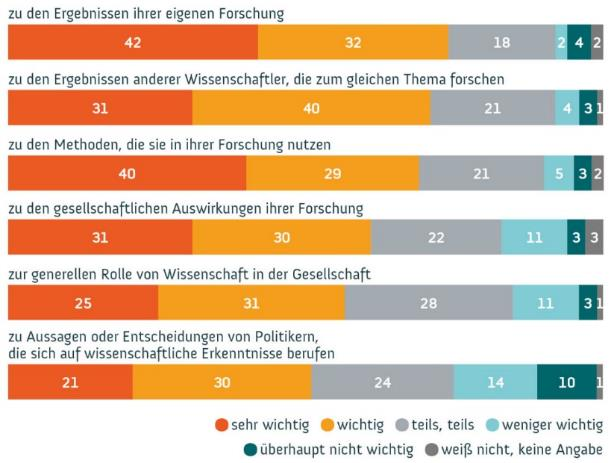 zu den Ergebnissen ihrer eigenen Forschung
42 32 18 2 4 2
zu den Ergebnissen anderer Wissenschaftler, die zum gleichen Thema forschen
31 40 21 4 3 1
zu den Methoden, die sie in ihrer Forschung nutzen
40 29 21 5 3 2
zu den gesellschaftlichen Auswirkungen ihrer Forschung
31 30 22 11 3 3
zur generellen Rolle von Wissenschaft in der Gesellschaft
25 31 28 11 3 1
zu Aussagen oder Entscheidungen von Politikern,
die sich auf wissenschaftliche Erkenntnisse berufen
21 30 24 14 10 1
sehr wichtig wichtig teils, teils weniger wichtig
überhaupt nicht wichtig weiß nicht, keine Angabe